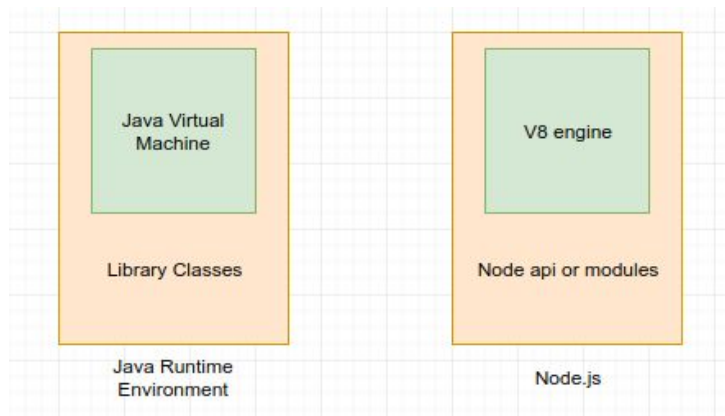 Java Virtual
Machine
Library Classes
Java Runtime
Environment
V8 engine
Node api or modules
Node.js